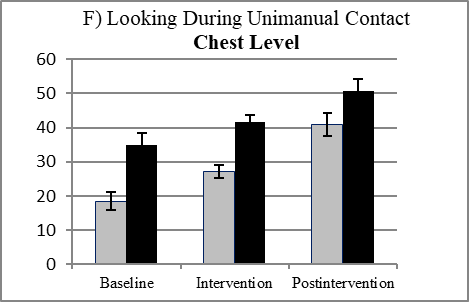 F) Looking During Unimanual Contact
Chest Level
60
50
40
30
20
10
0
Baseline Intervention Postintervention